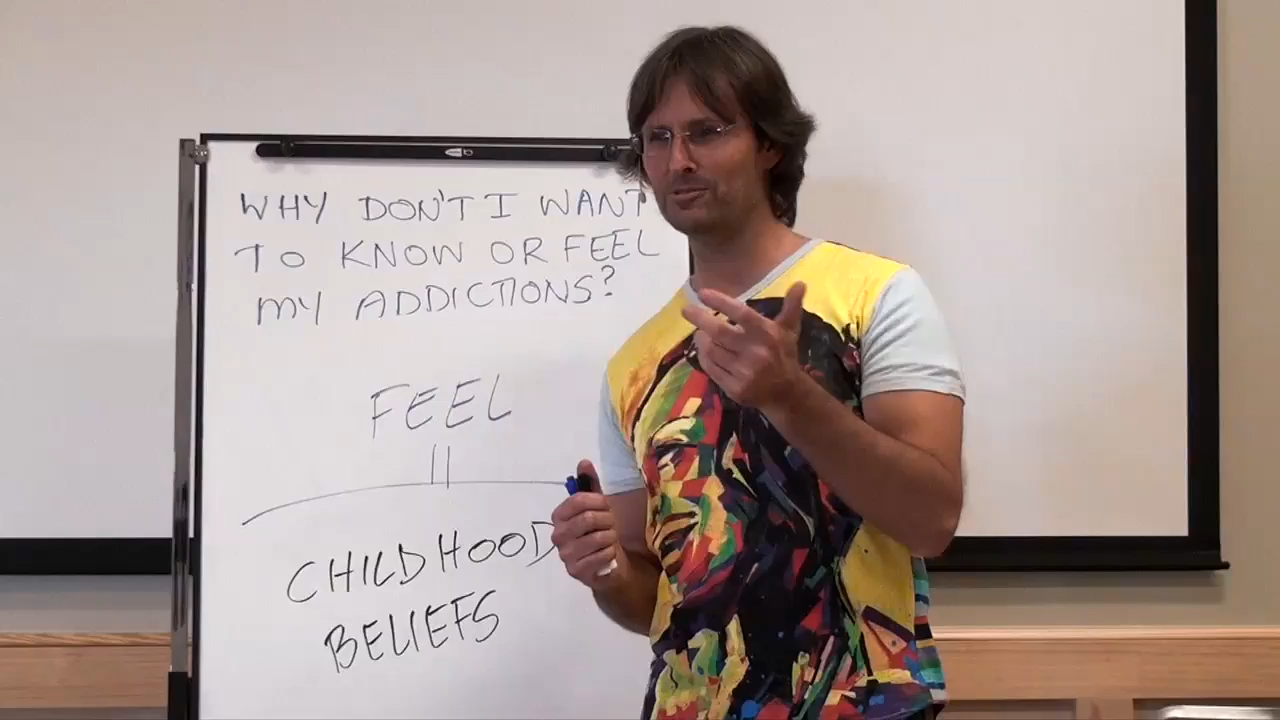 WHY DON'T I WANT
TO KNOW OR FEEL
MY ADDICTIONS?
FEEL
CHILDHOOD
BELIEFS